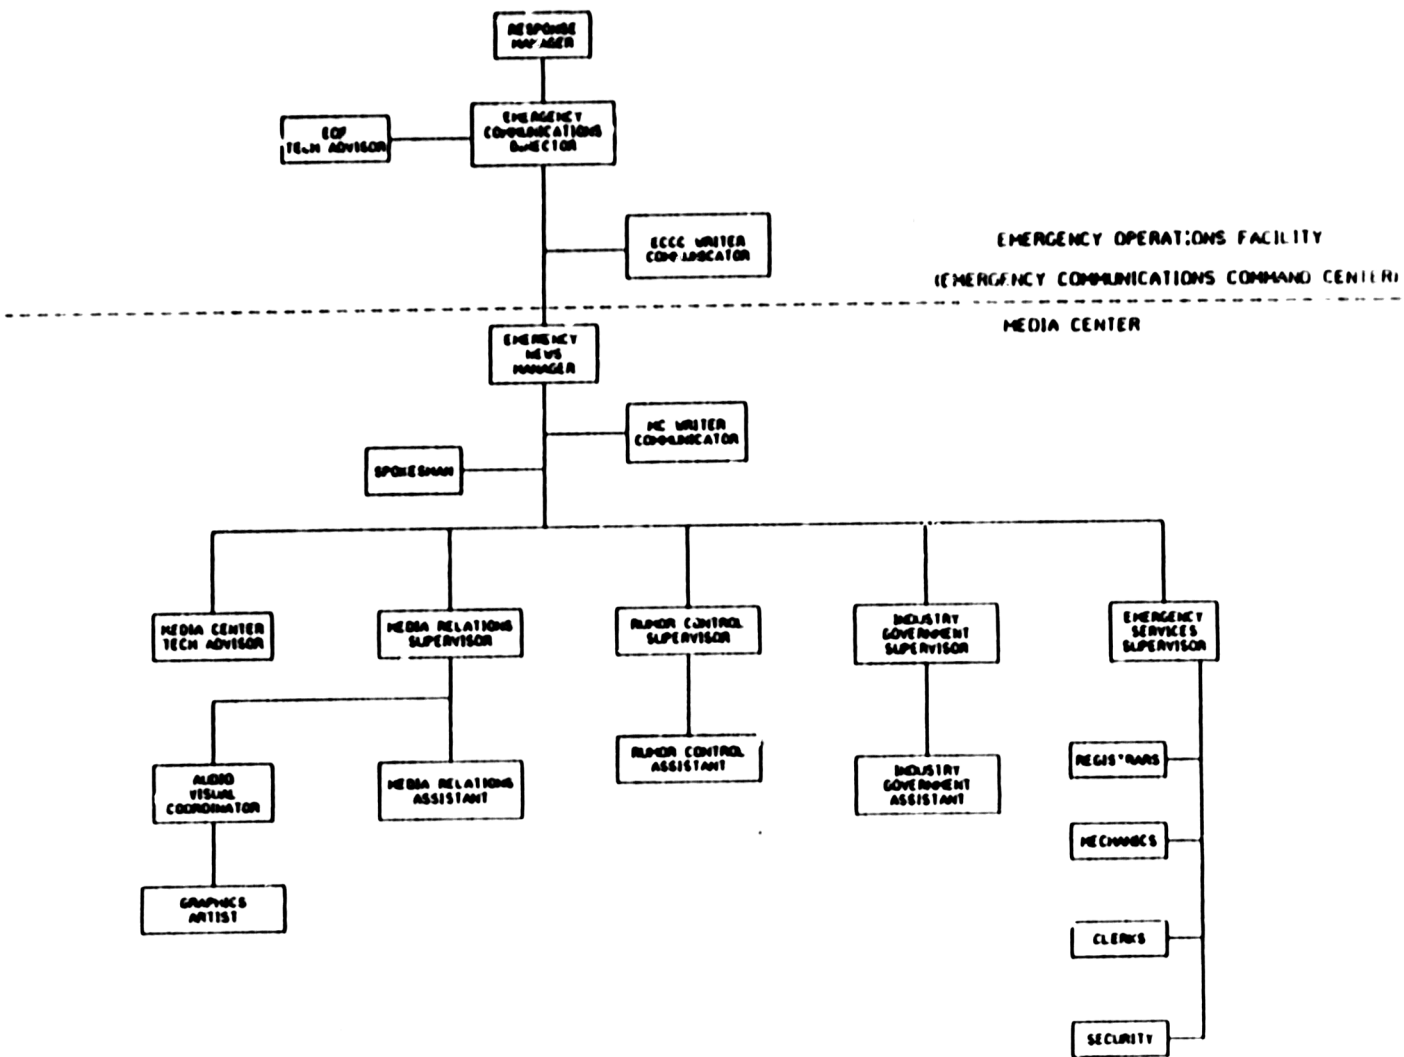 RESPONSE
MANAGER
EMERGENCY
COMMUNICATIONS
DIRECTOR
EOF
TECH ADVISOR
ECCC WRITER
COMMUNICATOR
EMERGENCY OPERATIONS FACILITY
(EMERGENCY COMMUNICATIONS COMMAND CENTER)
MEDIA CENTER
EMERGENCY
NEWS
MANAGER
MC WRITER
COMMUNICATOR
SPOKESMAN
MEDIA CENTER
TECH ADVISOR
MEDIA RELATIONS
SUPERVISOR
RUMOR CONTROL
SUPERVISOR
INDUSTRY
GOVERNMENT
SUPERVISOR
EMERGENCY
SERVICES
SUPERVISOR
AUDIO
VISUAL
COORDINATOR
MEDIA RELATIONS
ASSISTANT
RUMOR CONTROL
ASSISTANT
INDUSTRY
GOVERNMENT
ASSISTANT
REGISTRARS
MECHANICS
GRAPHICS
ARTIST
CLERKS
SECURITY